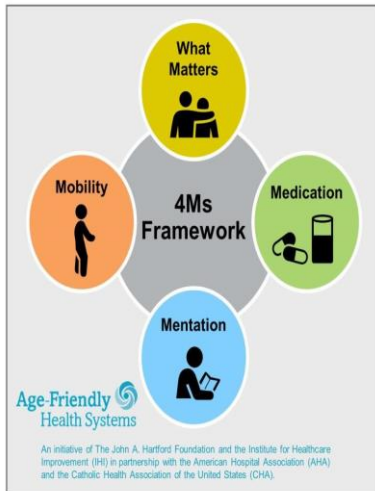 What
Matters
Mobility
4Ms
Framework
Medication
Mentation
Age-Friendly
Health Systems
An initiative of The John A. Hartford Foundation and the Institute for Healthcare
Improvement (IHI) in partnership with the American Hospital Association (AHA)
and the Catholic Health Association of the United States (CHA).